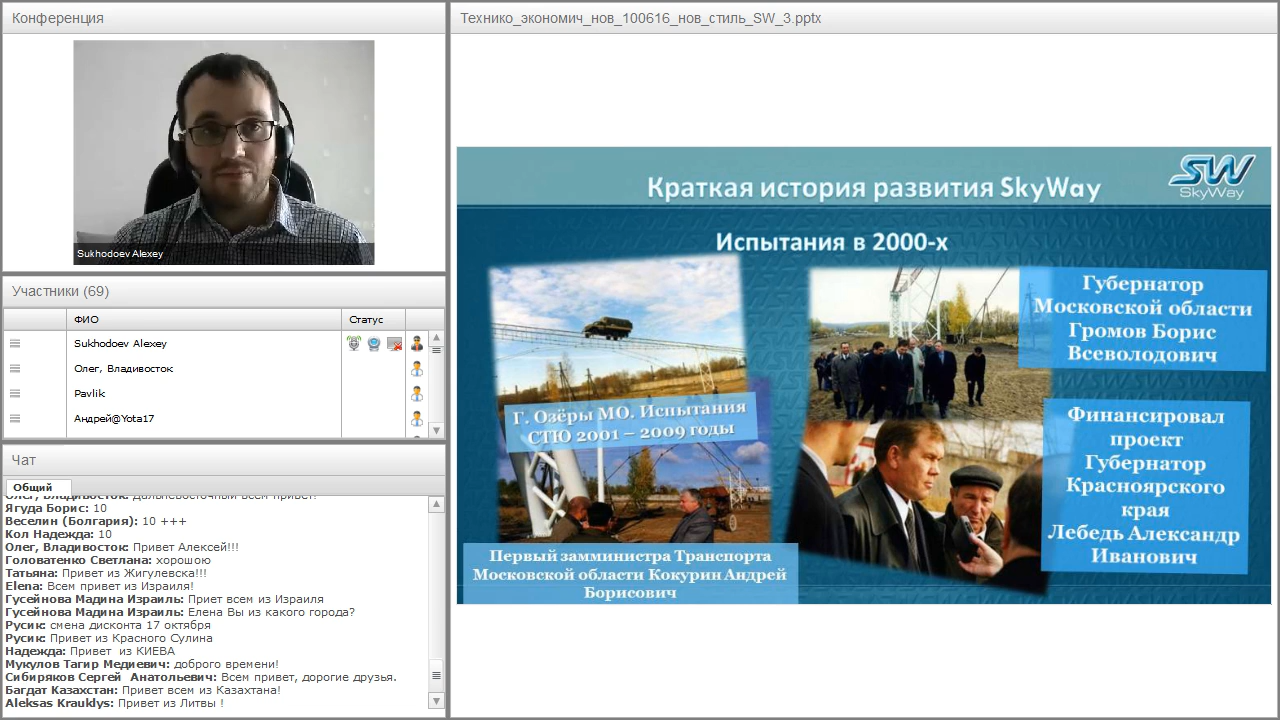 Конференция
Sukhodoev Alexey
Участники (69)
ФИО
Статус
Sukhodoev Alexey
Олег, Владивосток
Pavlik
Андрей@Yota17
Чат
Общий
Олег, Владивосток: Дальневосточный всем привет!
Ягуда Борис: 10
Веселин (Болгария): 10 +++
Кол Надежда: 10
Олег, Владивосток: Привет Алексей!!!
Головатенко Светлана: хорошою
Татьяна: Привет из Жигулевска!!!
Elena: Всем привет из Израиля!
Гусейнова Мадина Израиль: Приет всем из Израиля
Гусейнова Мадина Израиль: Елена Вы из какого города?
Русик: смена дисконта 17 октября
Русик: Привет из Красного Сулина
Надежда: Привет из КИЕВА
Мукулов Тагир Медиевич: доброго времени!
Сибиряков Сергей Анатольевич: Всем привет, дорогие друзья.
Багдат Казахстан: Привет всем из Казахтана!
Aleksas Krauklys: Привет из Литвы !
Технико_экономич_нов_100616_нов_стиль_SW_3.pptx
Краткая история развития SkyWay
SW
SkyWay
Испытания в 2000-х
Г. Озёры МО. Испытания
СТЮ 2001 – 2009 годы
Первый замминистра Транспорта
Московской области Кокурин Андрей
Борисович
Губернатор
Московской области
Громов Борис
Всеволодович
Финансировал
проект
Губернатор
Красноярского
края
Лебедь Александр
Иванович